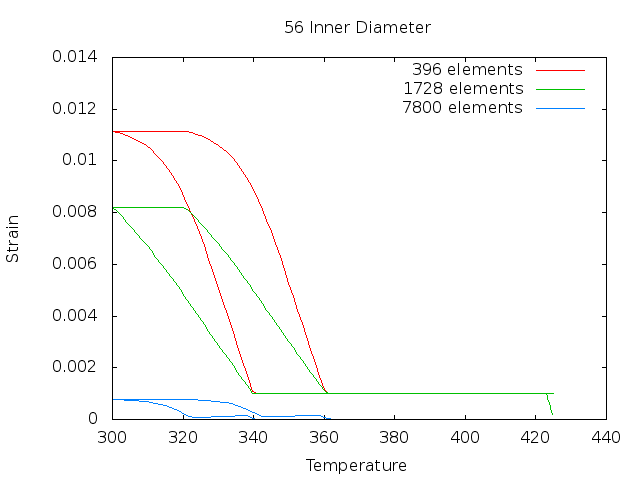 56 Inner Diameter
396 elements
1728 elements
7800 elements
0.014
0.012
0.01
0.008
0.006
0.004
0.002
0
Strain
300 320 340 360 380 400 420 440
Temperature